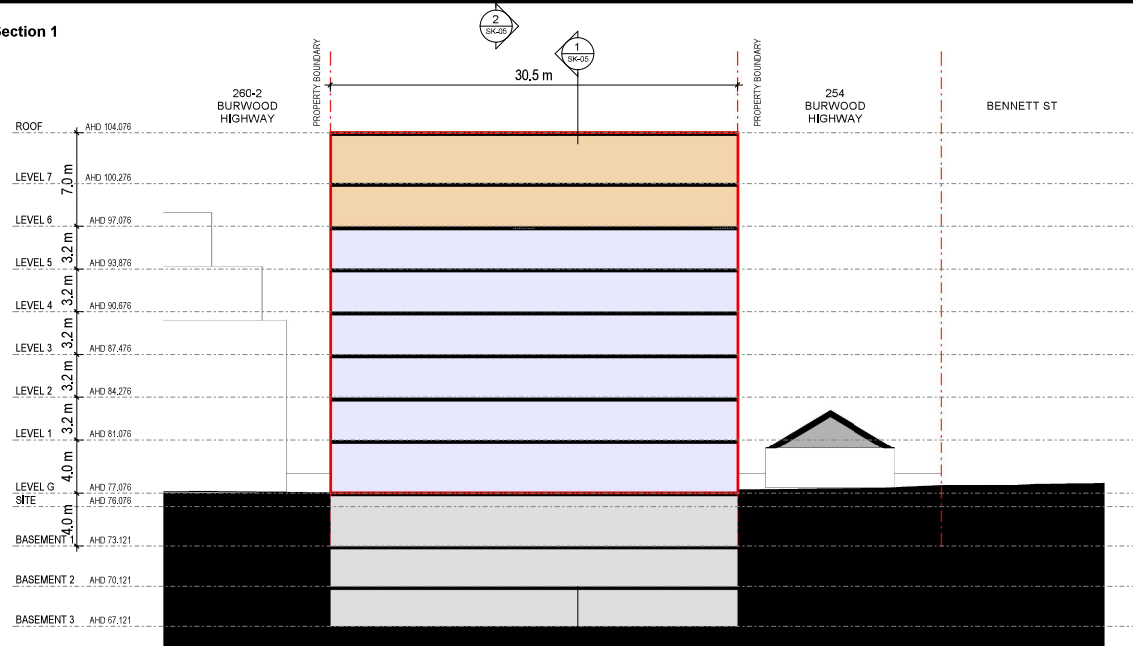 Section 1
2
SK-05
1
SK-05
PROPERTY BOUNDARY
30.5 m
PROPERTY BOUNDARY
260-2
BURWOOD
HIGHWAY
254
BURWOOD
HIGHWAY
BENNETT ST
ROOF AHD 104.076
7.0 m
LEVEL 7 AHD 100.276
LEVEL 6 AHD 97.076
3.2 m
LEVEL 5 AHD 93.876
3.2 m
LEVEL 4 AHD 90.676
3.2 m
LEVEL 3 AHD 87.476
3.2 m
LEVEL 2 AHD 84.276
3.2 m
LEVEL 1 AHD 81.076
4.0 m
LEVEL G AHD 77.076
SITE AHD 76.076
4.0 m
BASEMENT 1 AHD 73.121
BASEMENT 2 AHD 70.121
BASEMENT 3 AHD 67.121